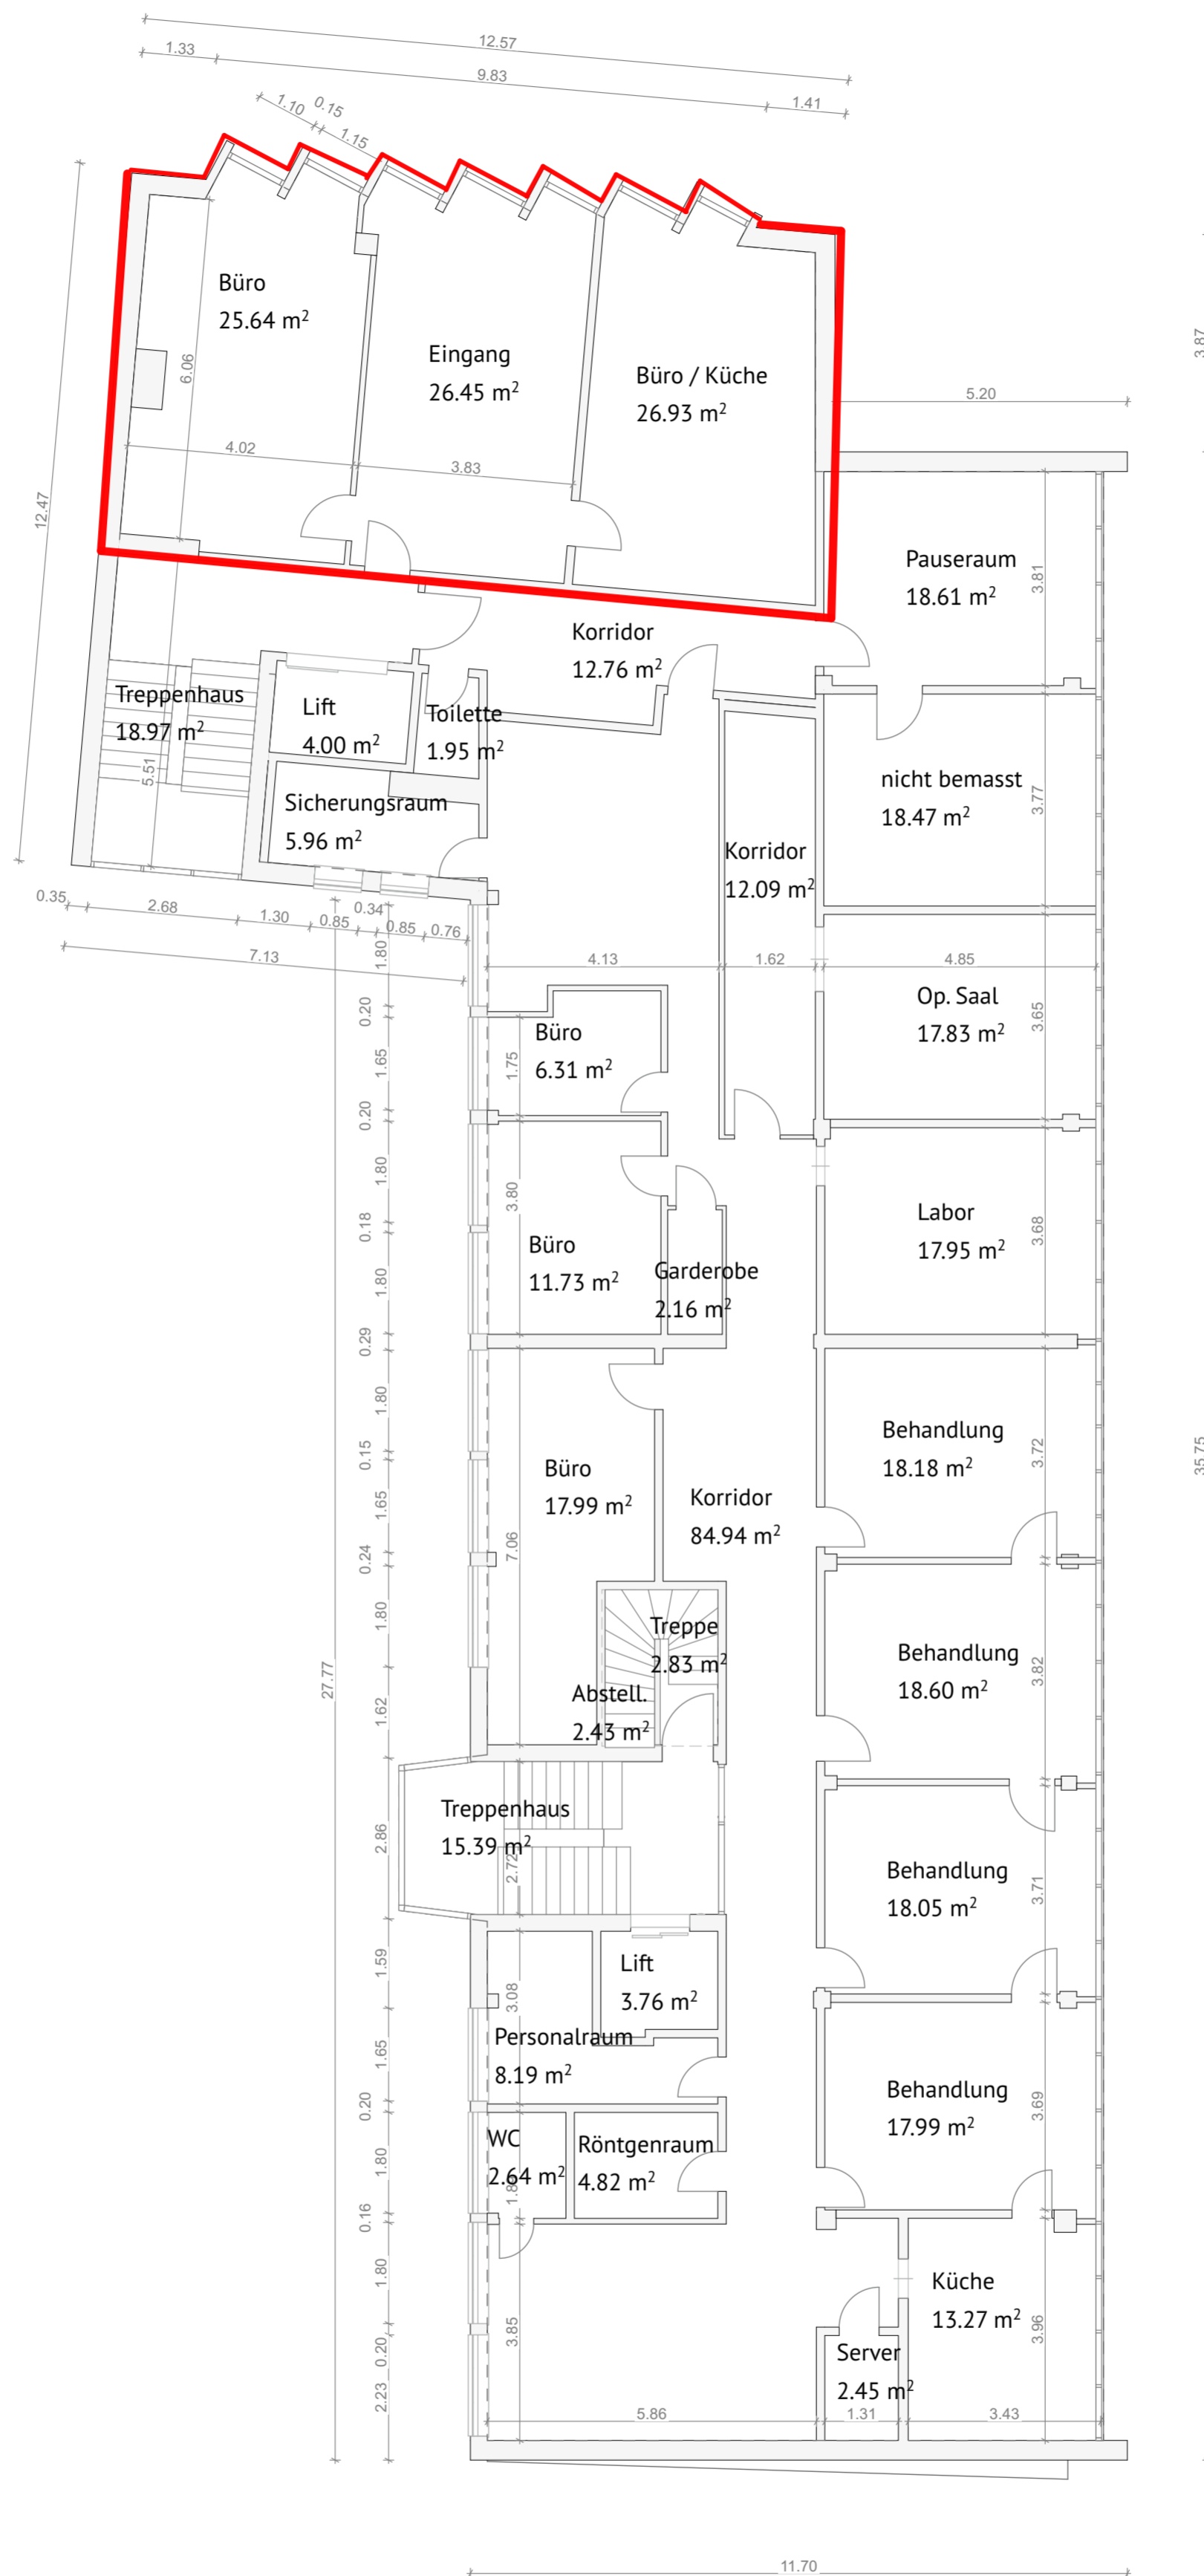 12.57
1.33
9.83
1.41
1.10
0.15
1.15
12.47
3.87
5.20
Büro
25.64 m²
6.06
4.02
Eingang
26.45 m²
3.83
Büro / Küche
26.93 m²
Pauseraum
18.61 m²
3.81
Korridor
12.76 m²
Treppenhaus
18.97 m²
5.51
Lift
4.00 m²
Toilette
1.95 m²
Sicherungsraum
5.96 m²
nicht bemasst
18.47 m²
3.77
Korridor
12.09 m²
0.35
2.68
1.30
0.85
0.34
0.85
0.76
7.13
4.13
1.62
4.85
Op. Saal
17.83 m²
3.65
1.80
0.20
1.65
0.20
1.80
0.18
1.80
0.29
1.80
0.15
1.65
0.24
1.80
1.62
2.86
1.59
1.65
0.20
1.80
0.16
1.80
0.20
2.23
27.77
35.75
Büro
6.31 m²
1.75
Büro
11.73 m²
3.80
Garderobe
2.16 m²
Labor
17.95 m²
3.68
Behandlung
18.18 m²
3.72
Büro
17.99 m²
7.06
Korridor
84.94 m²
Treppe
2.83 m²
Abstell.
2.43 m²
Behandlung
18.60 m²
3.82
Treppenhaus
15.39 m²
2.72
Behandlung
18.05 m²
3.71
Lift
3.76 m²
3.08
Personalraum
8.19 m²
Behandlung
17.99 m²
3.69
WC
2.64 m²
Röntgenraum
4.82 m²
Küche
13.27 m²
3.96
3.85
Server
2.45 m²
5.86
1.31
3.43
11.70